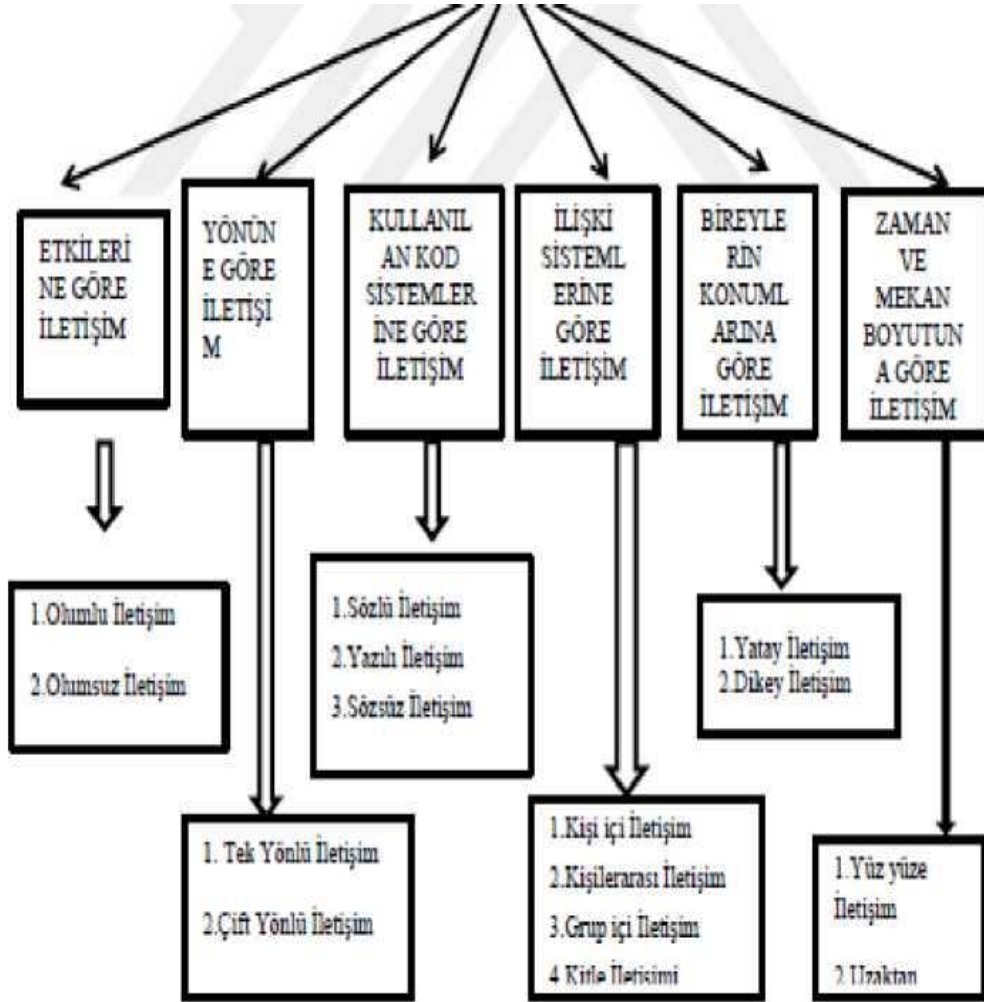 ETKİLERİ
NE GÖRE
İLETİŞİM
YÖNÜN
E GÖRE
İLETİŞİ
M
KULLANIL
AN KOD
SİSTEMLER
İNE GÖRE
İLETİŞİM
İLİŞKİ
SİSTEML
ERİNE
GÖRE
İLETİŞİM
BİREYLE
RİN
KONUML
ARINA
GÖRE
İLETİŞİM
ZAMAN
VE
MEKAN
BOYUTUN
A GÖRE
İLETİŞİM
1.Olumlu İletişim
2.Olumsuz İletişim
1. Tek Yönlü İletişim
2.Çift Yönlü İletişim
1.Sözlü İletişim
2.Yazılı İletişim
3.Sözsüz İletişim
1.Kişi içi İletişim
2.Kişilerarası İletişim
3.Grup içi İletişim
4 Kitle İletişimi
1.Yatay İletişim
2.Dikey İletişim
1.Yüz yüze
İletişim
2 Uzaktan